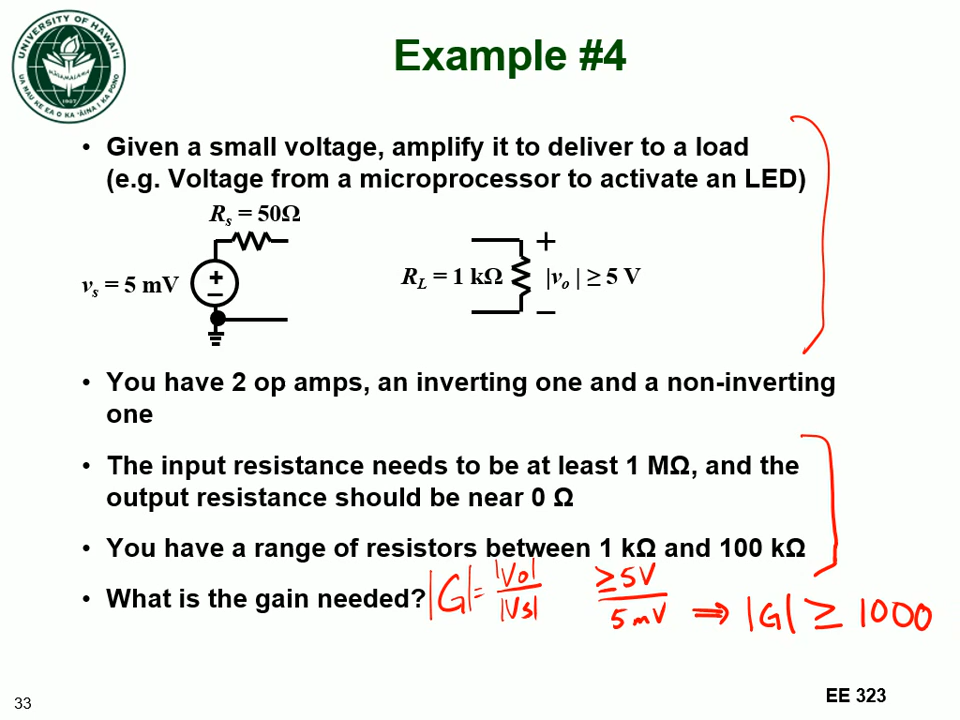 UNIVERSITY OF HAWAI'I
UA MAU KE EA O KA ʻĀINA I KA PONO
1907
Example #4
• Given a small voltage, amplify it to deliver to a load
(e.g. Voltage from a microprocessor to activate an LED)
Rs = 50Ω
vs = 5 mV
+
−
RL = 1 kΩ
+
|vo| ≥ 5 V
−
• You have 2 op amps, an inverting one and a non-inverting
one
• The input resistance needs to be at least 1 MΩ, and the
output resistance should be near 0 Ω
• You have a range of resistors between 1 kΩ and 100 kΩ
• What is the gain needed? |G| = |Vo| / |Vs| ≥5V / 5mV ⇒ |G| ≥ 1000
33
EE 323